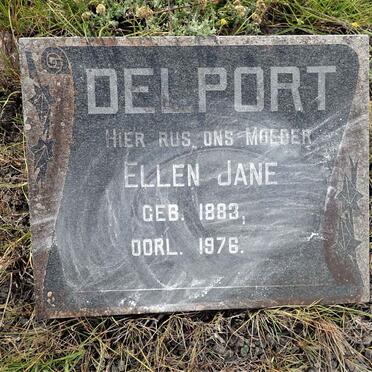 DELPORT
HIER RUS, ONS MOEDER
ELLEN JANE
GEB. 1883,
OORL. 1976.